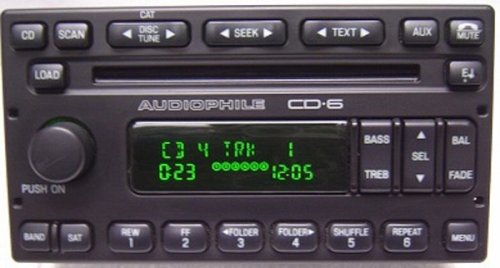 CAT
CD SCAN ◄ DISC TUNE ► ◄ SEEK ► ◄ TEXT ► AUX MUTE
LOAD
AUDIOPHILE CD·6
CD 4 TRK 1
0:23 12:05
BASS ▲ BAL
SEL
TREB ▼ FADE
PUSH ON
BAND SAT REW 1 FF 2 ◄FOLDER 3 FOLDER► 4 SHUFFLE 5 REPEAT 6 MENU